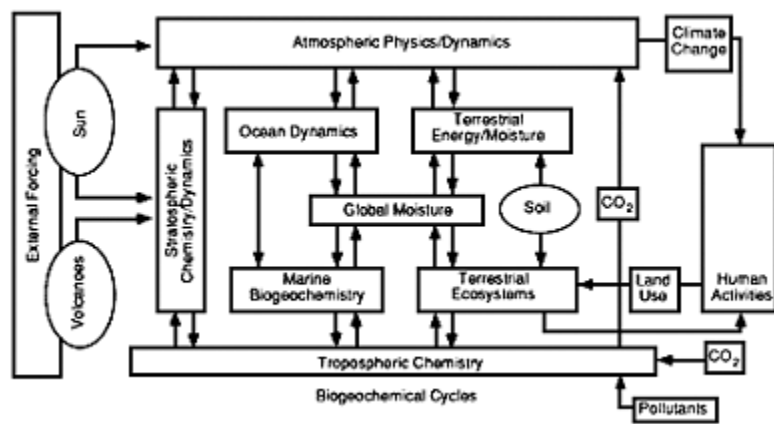 Atmospheric Physics/Dynamics
Climate
Change
External Forcing
Sun
Volcanoes
Stratospheric
Chemistry/Dynamics
Ocean Dynamics
Terrestrial
Energy/Moisture
Global Moisture
Soil
CO2
Marine
Biogeochemistry
Terrestrial
Ecosystems
Land
Use
Human
Activities
Tropospheric Chemistry
CO2
Biogeochemical Cycles
Pollutants